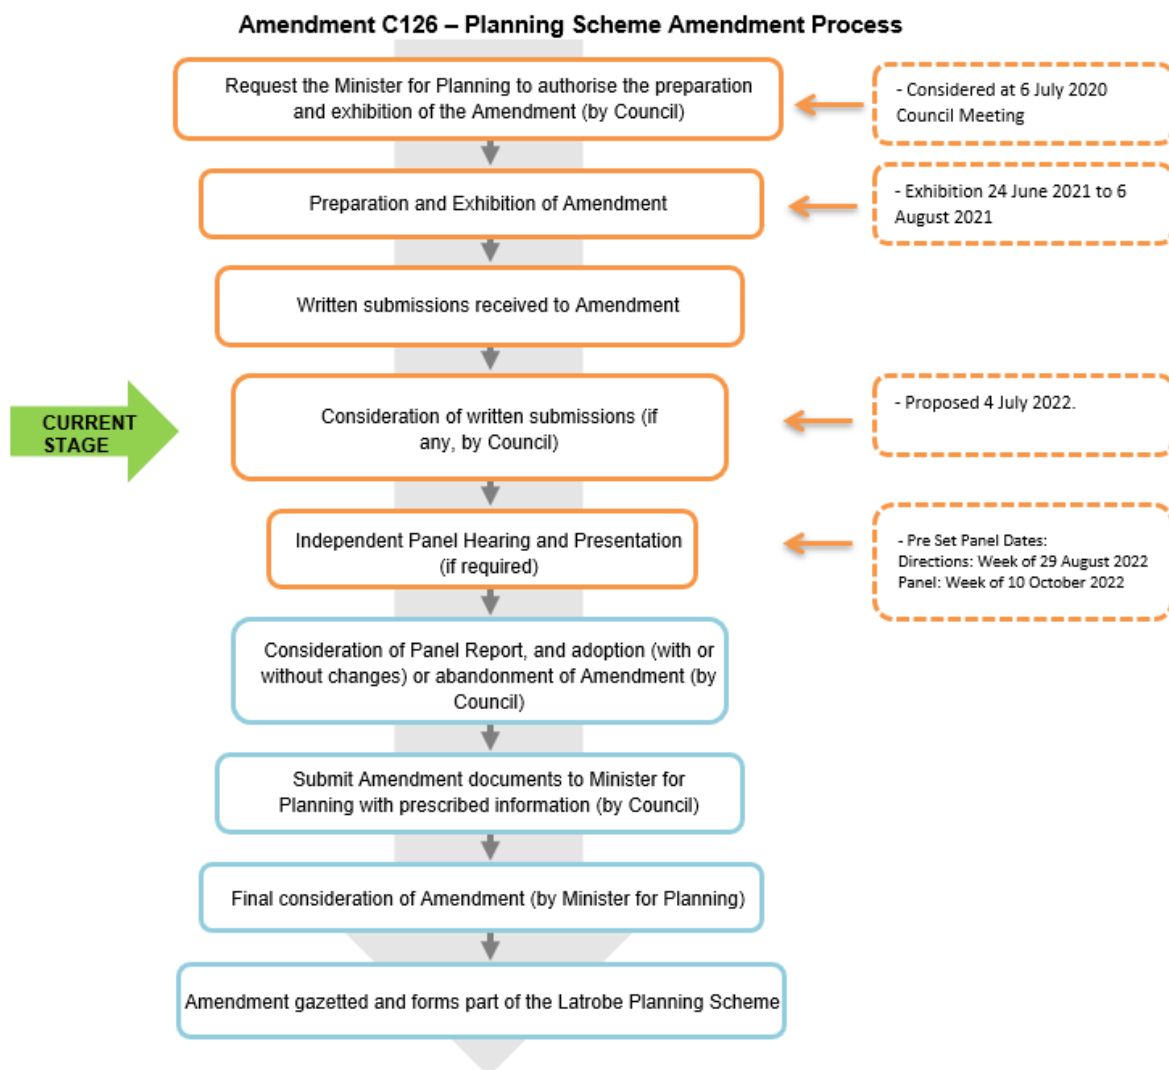 Amendment C126 – Planning Scheme Amendment Process
Request the Minister for Planning to authorise the preparation
and exhibition of the Amendment (by Council)
- Considered at 6 July 2020
Council Meeting
Preparation and Exhibition of Amendment
- Exhibition 24 June 2021 to 6
August 2021
Written submissions received to Amendment
CURRENT
STAGE
Consideration of written submissions (if
any, by Council)
- Proposed 4 July 2022.
Independent Panel Hearing and Presentation
(if required)
- Pre Set Panel Dates:
Directions: Week of 29 August 2022
Panel: Week of 10 October 2022
Consideration of Panel Report, and adoption (with or
without changes) or abandonment of Amendment (by
Council)
Submit Amendment documents to Minister for
Planning with prescribed information (by Council)
Final consideration of Amendment (by Minister for Planning)
Amendment gazetted and forms part of the Latrobe Planning Scheme